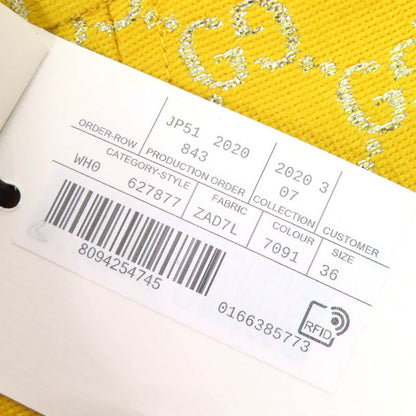 JP51 2020 2020 3
843 07
ORDER-ROW PRODUCTION ORDER COLLECTION CUSTOMER
WH0 627877 ZAD7L 7091 36
CATEGORY-STYLE FABRIC COLOUR SIZE
8094254745
0166385773
RFID